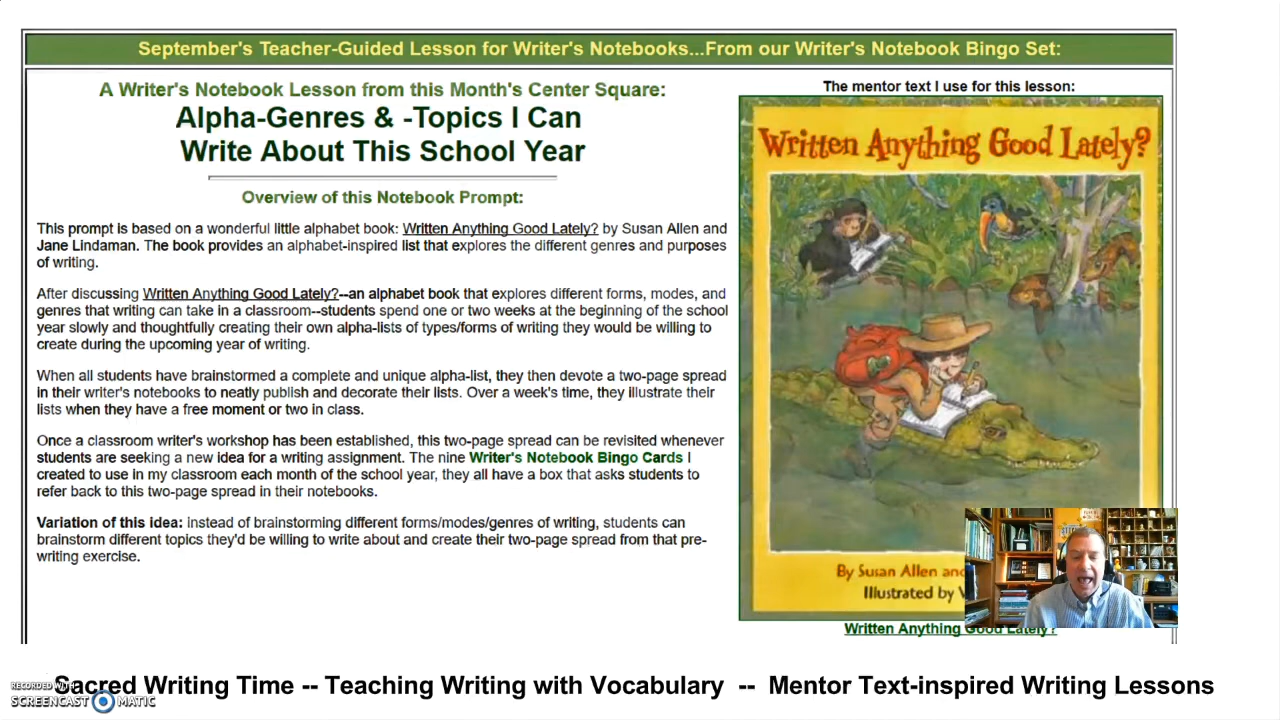 September's Teacher-Guided Lesson for Writer's Notebooks...From our Writer's Notebook Bingo Set:
A Writer's Notebook Lesson from this Month's Center Square:
Alpha-Genres & -Topics I Can
Write About This School Year
Overview of this Notebook Prompt:
This prompt is based on a wonderful little alphabet book: Written Anything Good Lately? by Susan Allen and
Jane Lindaman. The book provides an alphabet-inspired list that explores the different genres and purposes
of writing.
After discussing Written Anything Good Lately?--an alphabet book that explores different forms, modes, and
genres that writing can take in a classroom--students spend one or two weeks at the beginning of the school
year slowly and thoughtfully creating their own alpha-lists of types/forms of writing they would be willing to
create during the upcoming year of writing.
When all students have brainstormed a complete and unique alpha-list, they then devote a two-page spread
in their writer's notebooks to neatly publish and decorate their lists. Over a week's time, they illustrate their
lists when they have a free moment or two in class.
Once a classroom writer's workshop has been established, this two-page spread can be revisited whenever
students are seeking a new idea for a writing assignment. The nine Writer's Notebook Bingo Cards I
created to use in my classroom each month of the school year, they all have a box that asks students to
refer back to this two-page spread in their notebooks.
Variation of this idea: instead of brainstorming different forms/modes/genres of writing, students can
brainstorm different topics they'd be willing to write about and create their two-page spread from that pre-
writing exercise.
The mentor text I use for this lesson:
Written Anything Good Lately?
By Susan Allen and
Illustrated by
Written Anything Good Lately?
Sacred Writing Time -- Teaching Writing with Vocabulary -- Mentor Text-inspired Writing Lessons
RECORDED WITH
SCREENCAST MATIC